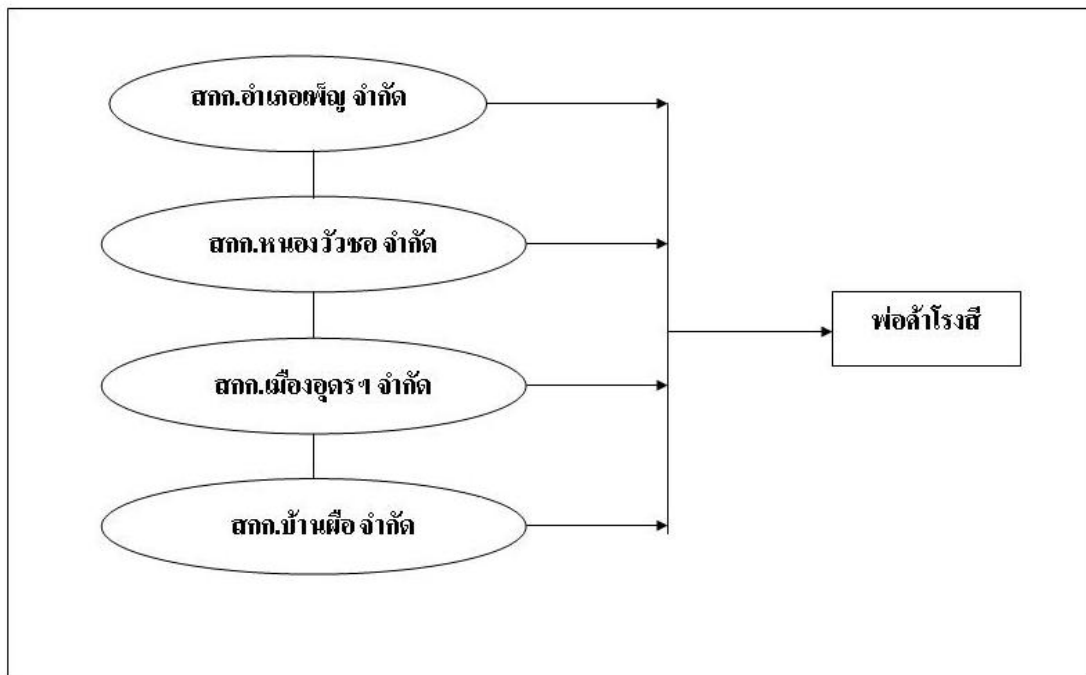 สกก.อำเภอเพ็ญ จำกัด
สกก.หนองวัวซอ จำกัด
สกก.เมืองอุดรฯ จำกัด
สกก.บ้านผือ จำกัด
พ่อค้าโรงสี